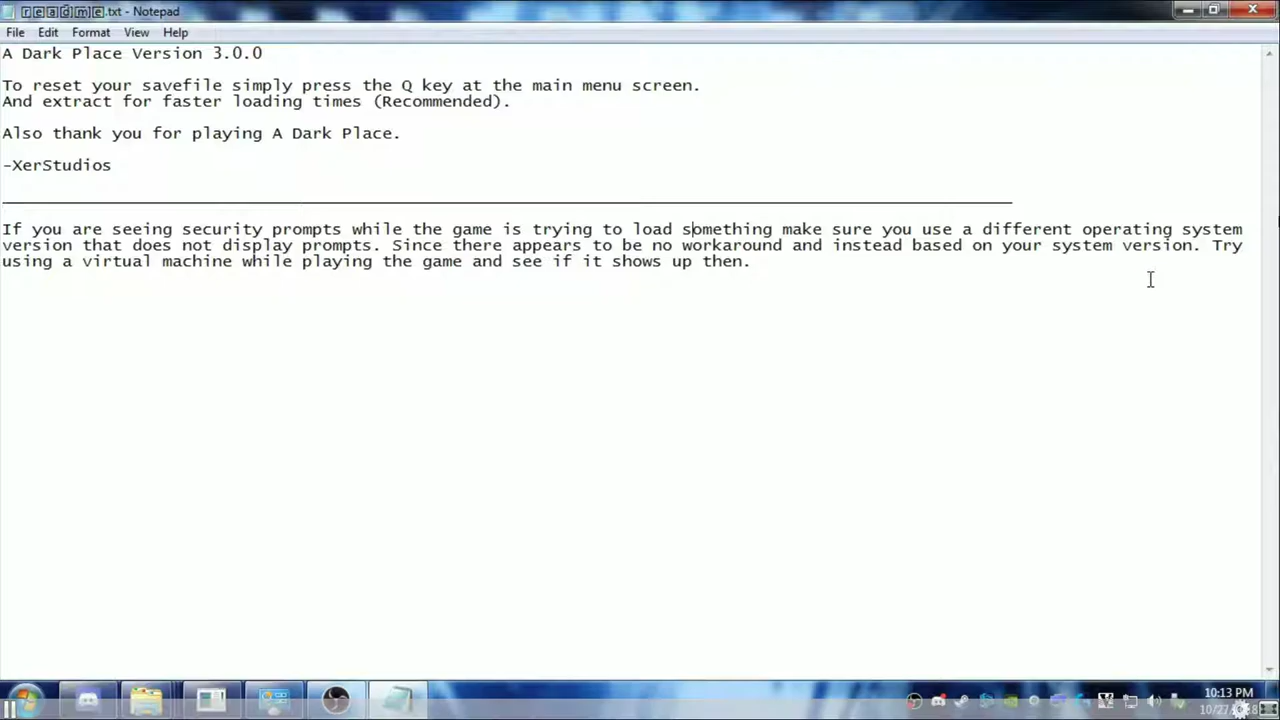 readme.txt - Notepad
File Edit Format View Help
A Dark Place Version 3.0.0
To reset your savefile simply press the Q key at the main menu screen.
And extract for faster loading times (Recommended).
Also thank you for playing A Dark Place.
-XerStudios
If you are seeing security prompts while the game is trying to load something make sure you use a different operating system
version that does not display prompts. Since there appears to be no workaround and instead based on your system version. Try
using a virtual machine while playing the game and see if it shows up then.
10:13 PM